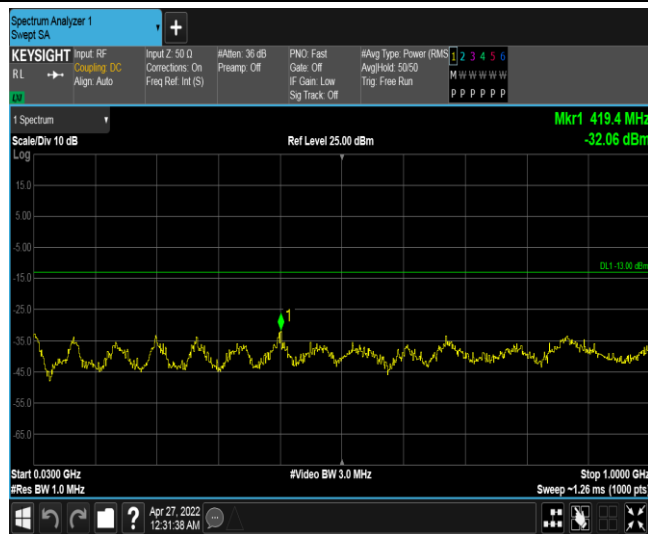 Spectrum Analyzer 1
Swept SA
+
KEYSIGHT
RL
Input: RF
Coupling: DC
Align: Auto
Input Z: 50 Ω
Corrections: On
Freq Ref: Int (S)
#Atten: 36 dB
Preamp: Off
PNO: Fast
Gate: Off
IF Gain: Low
Sig Track: Off
#Avg Type: Power (RMS
Avg|Hold: 50/50
Trig: Free Run
1 2 3 4 5 6
M W W W W W
P P P P P P
1 Spectrum
Mkr1 419.4 MHz
Scale/Div 10 dB
Ref Level 25.00 dBm
-32.06 dBm
Log
15.0
5.00
-5.00
DL1 -13.00 dBm
-15.0
-25.0
1
-35.0
-45.0
-55.0
-65.0
Start 0.0300 GHz
#Video BW 3.0 MHz
Stop 1.0000 GHz
#Res BW 1.0 MHz
Sweep ~1.26 ms (1000 pts)
?
Apr 27, 2022
12:31:38 AM